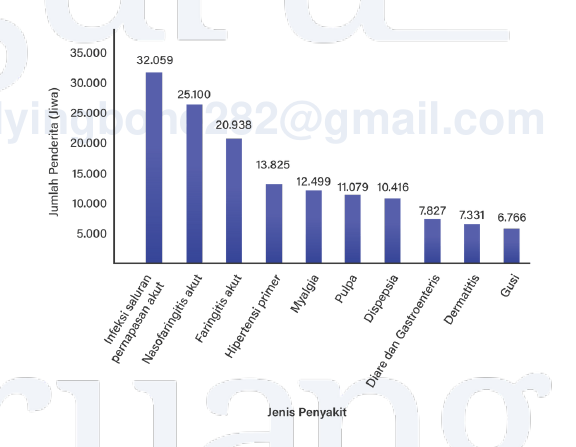 35.000
30.000
25.000
20.000
15.000
10.000
5.000
Jumlah Penderita (Jiwa)
32.059
25.100
20.938
13.825
12.499
11.079
10.416
7.827
7.331
6.766
Infeksi saluran
pernapasan akut
Nasofaringitis akut
Faringitis akut
Hipertensi primer
Myalgia
Pulpa
Dispepsia
Diare dan Gastroenteris
Dermatitis
Gusi
Jenis Penyakit
ruang